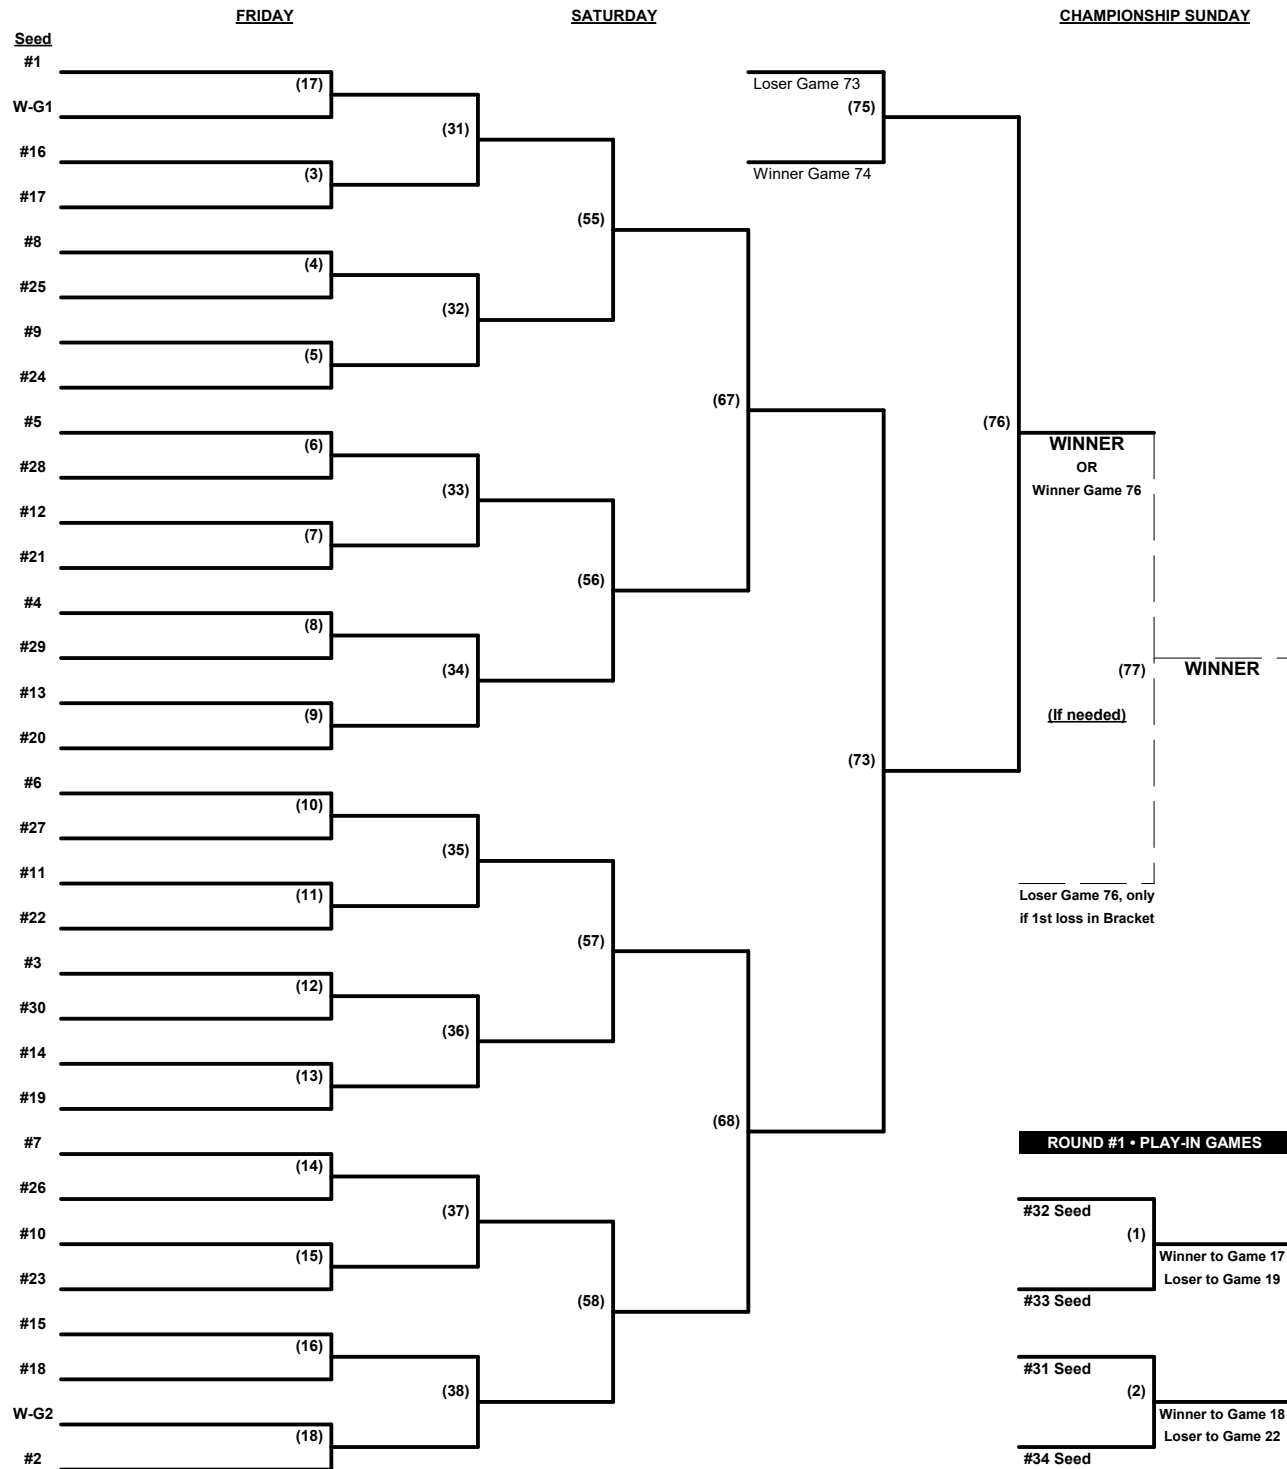 FRIDAY
SATURDAY
CHAMPIONSHIP SUNDAY
Seed
#1
(17)
W-G1
#16
(3)
#17
#8
(4)
#25
#9
(5)
#24
#5
(6)
#28
#12
(7)
#21
#4
(8)
#29
#13
(9)
#20
#6
(10)
#27
#11
(11)
#22
#3
(12)
#30
#14
(13)
#19
#7
(14)
#26
#10
(15)
#23
#15
(16)
#18
W-G2
(18)
#2
(31)
(32)
(33)
(34)
(35)
(36)
(37)
(38)
(55)
(56)
(57)
(58)
(67)
(68)
Loser Game 73
(75)
Winner Game 74
(73)
(76)
WINNER
OR
Winner Game 76
(77)
WINNER
(If needed)
Loser Game 76, only
if 1st loss in Bracket
ROUND #1 • PLAY-IN GAMES
#32 Seed
(1)
Winner to Game 17
Loser to Game 19
#33 Seed
#31 Seed
(2)
Winner to Game 18
Loser to Game 22
#34 Seed